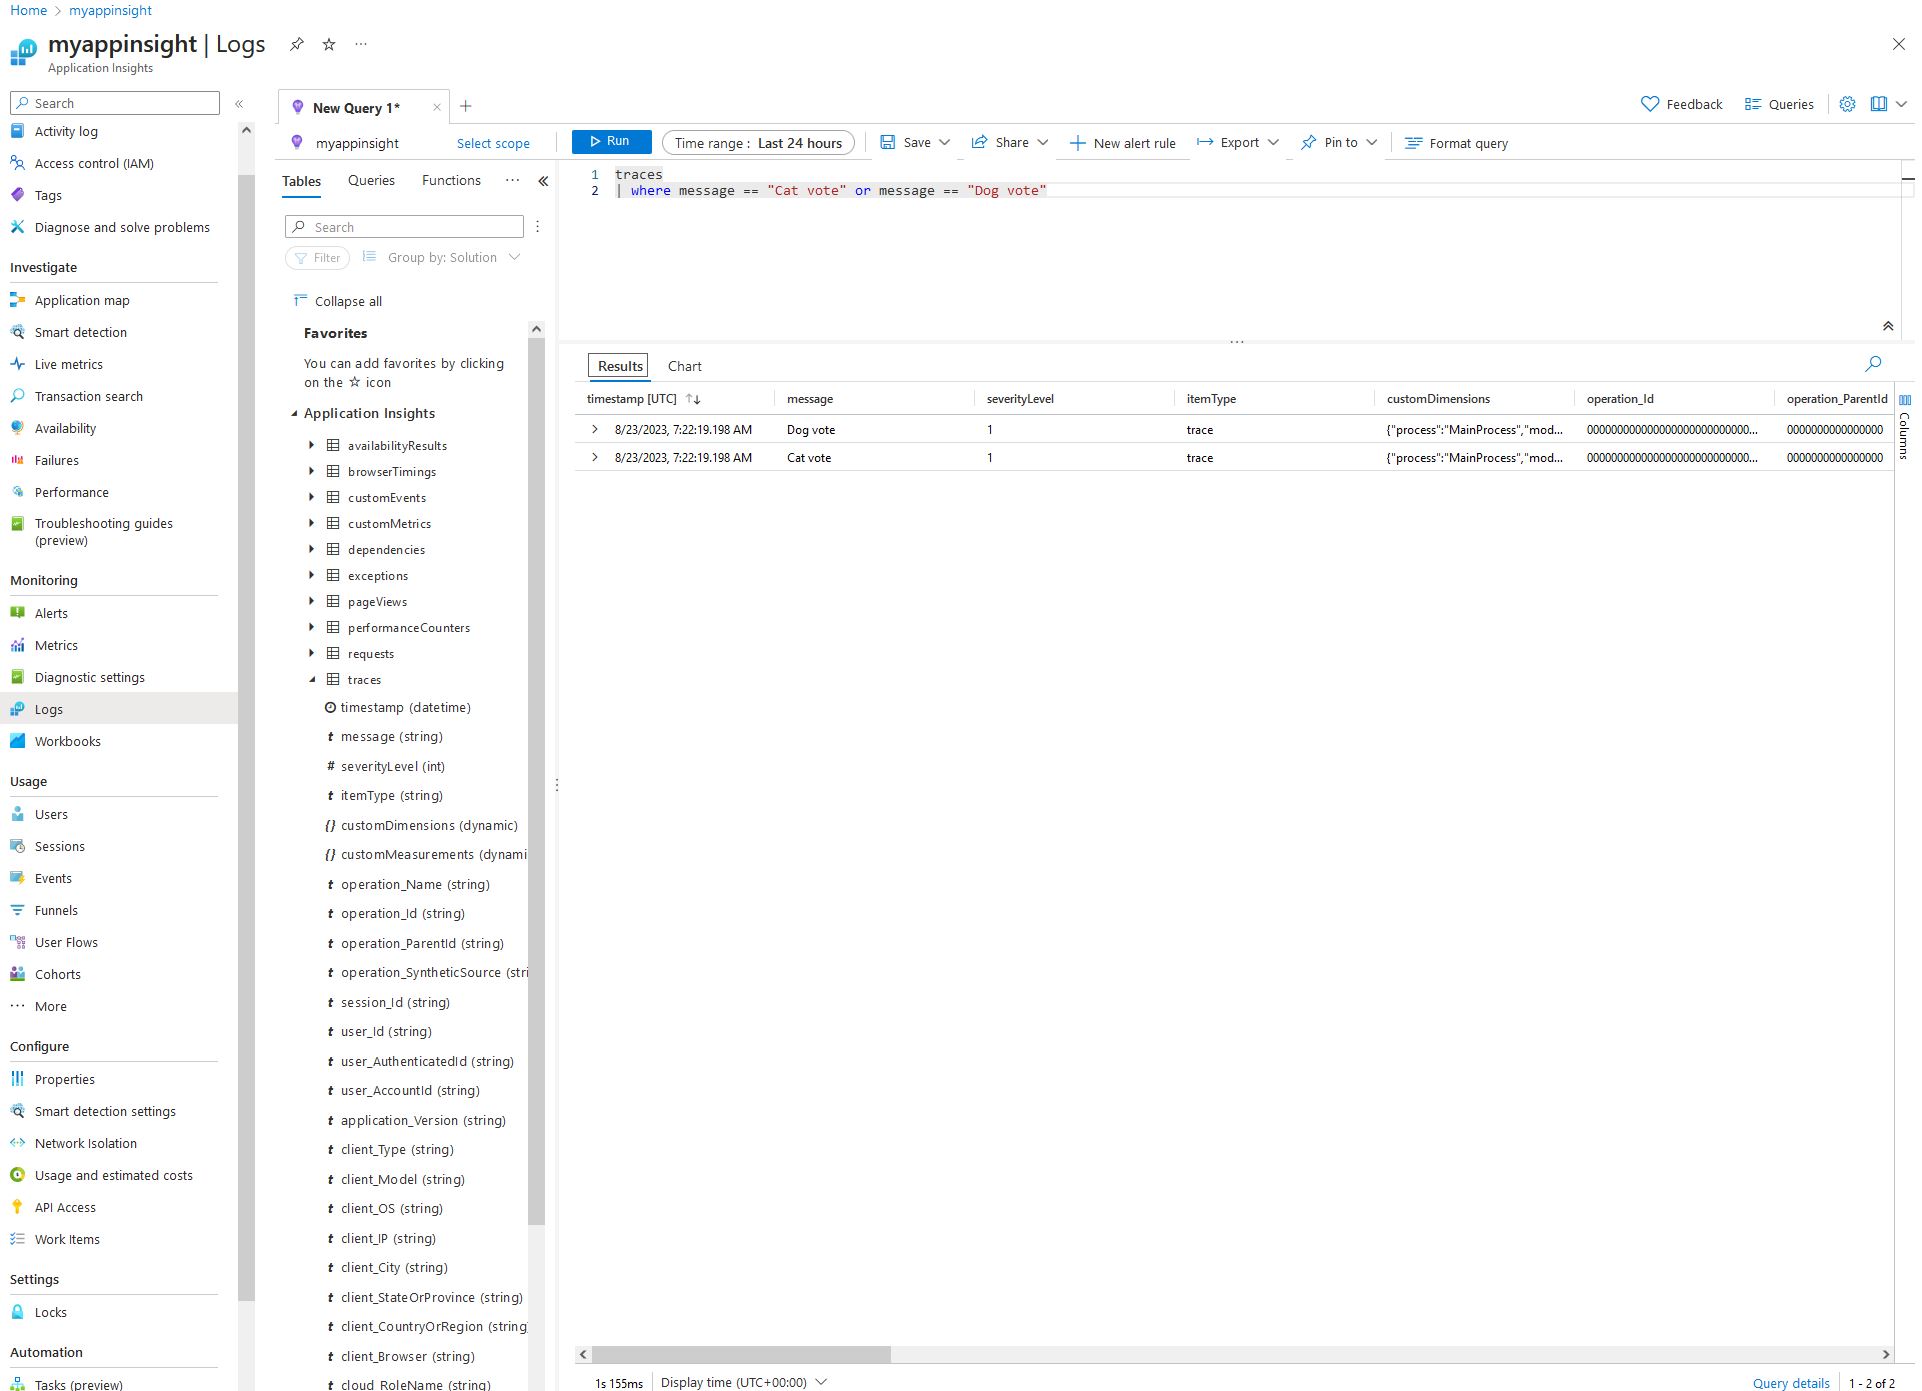 Home > myappinsight
myappinsight | Logs
Application Insights
Search
Activity log
Access control (IAM)
Tags
Diagnose and solve problems
Investigate
Application map
Smart detection
Live metrics
Transaction search
Availability
Failures
Performance
Troubleshooting guides
(preview)
Monitoring
Alerts
Metrics
Diagnostic settings
Logs
Workbooks
Usage
Users
Sessions
Events
Funnels
User Flows
Cohorts
More
Configure
Properties
Smart detection settings
Network Isolation
Usage and estimated costs
API Access
Work Items
Settings
Locks
Automation
Tasks (preview)
New Query 1*
Feedback
Queries
myappinsight
Select scope
Run
Time range : Last 24 hours
Save
Share
New alert rule
Export
Pin to
Format query
Tables
Queries
Functions
Search
Filter
Group by: Solution
Collapse all
Favorites
You can add favorites by clicking
on the ☆ icon
Application Insights
availabilityResults
browserTimings
customEvents
customMetrics
dependencies
exceptions
pageViews
performanceCounters
requests
traces
timestamp (datetime)
t message (string)
# severityLevel (int)
t itemType (string)
{} customDimensions (dynamic)
{} customMeasurements (dynami
t operation_Name (string)
t operation_Id (string)
t operation_ParentId (string)
t operation_SyntheticSource (stri
t session_Id (string)
t user_Id (string)
t user_AuthenticatedId (string)
t user_AccountId (string)
t application_Version (string)
t client_Type (string)
t client_Model (string)
t client_OS (string)
t client_IP (string)
t client_City (string)
t client_StateOrProvince (string)
t client_CountryOrRegion (string
t client_Browser (string)
t cloud_RoleName (string)
1 traces
2 | where message == "Cat vote" or message == "Dog vote"
Results
Chart
timestamp [UTC] message severityLevel itemType customDimensions operation_Id operation_ParentId
8/23/2023, 7:22:19.198 AM Dog vote 1 trace {"process":"MainProcess","mod... 00000000000000000000000000... 0000000000000000
8/23/2023, 7:22:19.198 AM Cat vote 1 trace {"process":"MainProcess","mod... 00000000000000000000000000... 0000000000000000
Columns
1s 155ms
Display time (UTC+00:00)
Query details
1 - 2 of 2